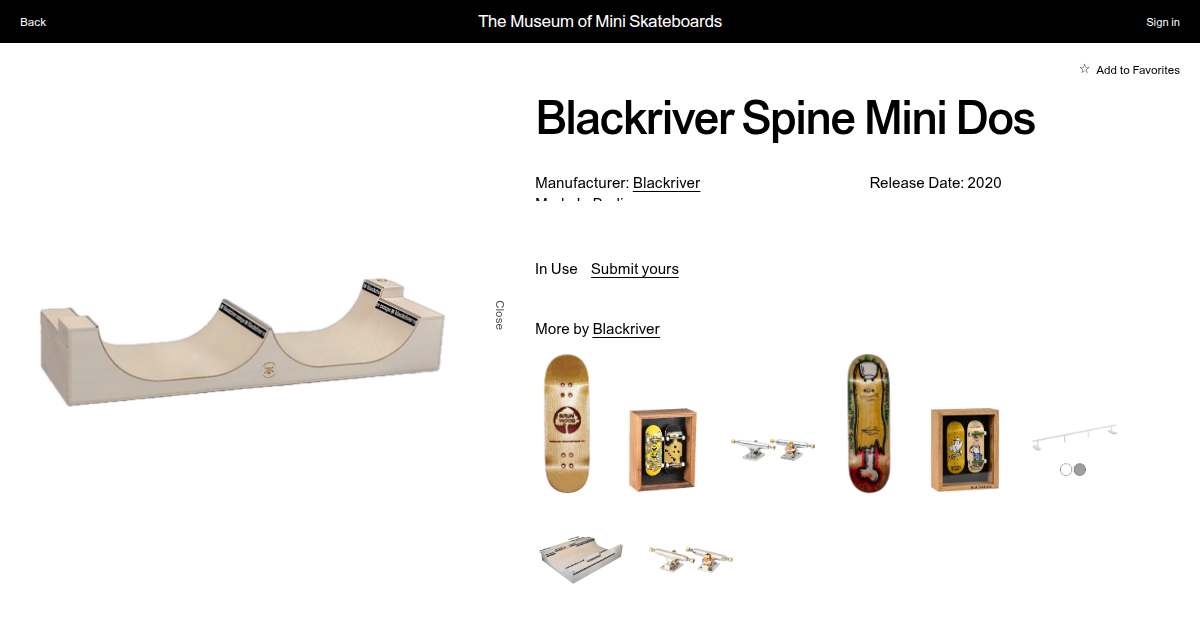 Back
The Museum of Mini Skateboards
Sign in
☆ Add to Favorites
Blackriver Spine Mini Dos
Manufacturer: Blackriver
Release Date: 2020
In Use
Submit yours
Close
More by Blackriver